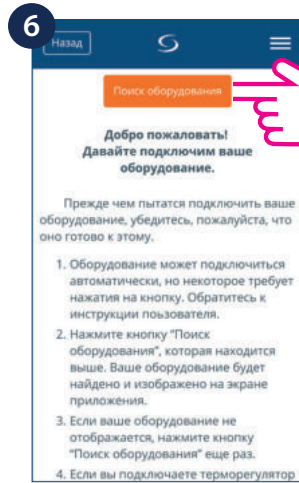 6
Назад
Поиск оборудования
Добро пожаловать!
Давайте подключим ваше
оборудование.
Прежде чем пытатся подключить ваше
оборудование, убедитесь, пожалуйста, что
оно готово к этому.
1. Оборудование может подключиться
автоматически, но некоторое требует
нажатия на кнопку. Обратитесь к
инструкции поьзователя.
2. Нажмите кнопку "Поиск
оборудования", которая находится
выше. Ваше оборудование будет
найдено и изображено на экране
приложения.
3. Если ваше оборудование не
отображается, нажмите кнопку
"Поиск оборудования" еще раз.
4. Если вы подключаете терморегулятор